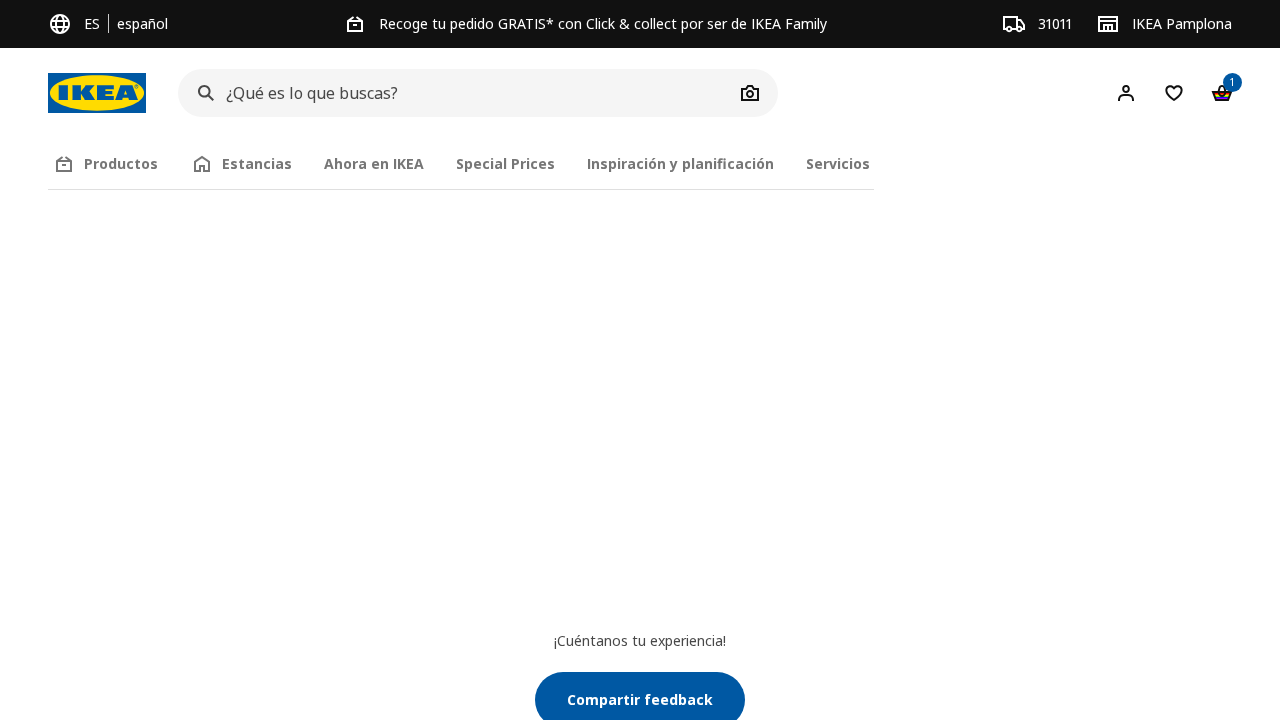 ES español
Recoge tu pedido GRATIS* con Click & collect por ser de IKEA Family
31011
IKEA Pamplona
IKEA
¿Qué es lo que buscas?
1
Productos
Estancias
Ahora en IKEA
Special Prices
Inspiración y planificación
Servicios
¡Cuéntanos tu experiencia!
Compartir feedback